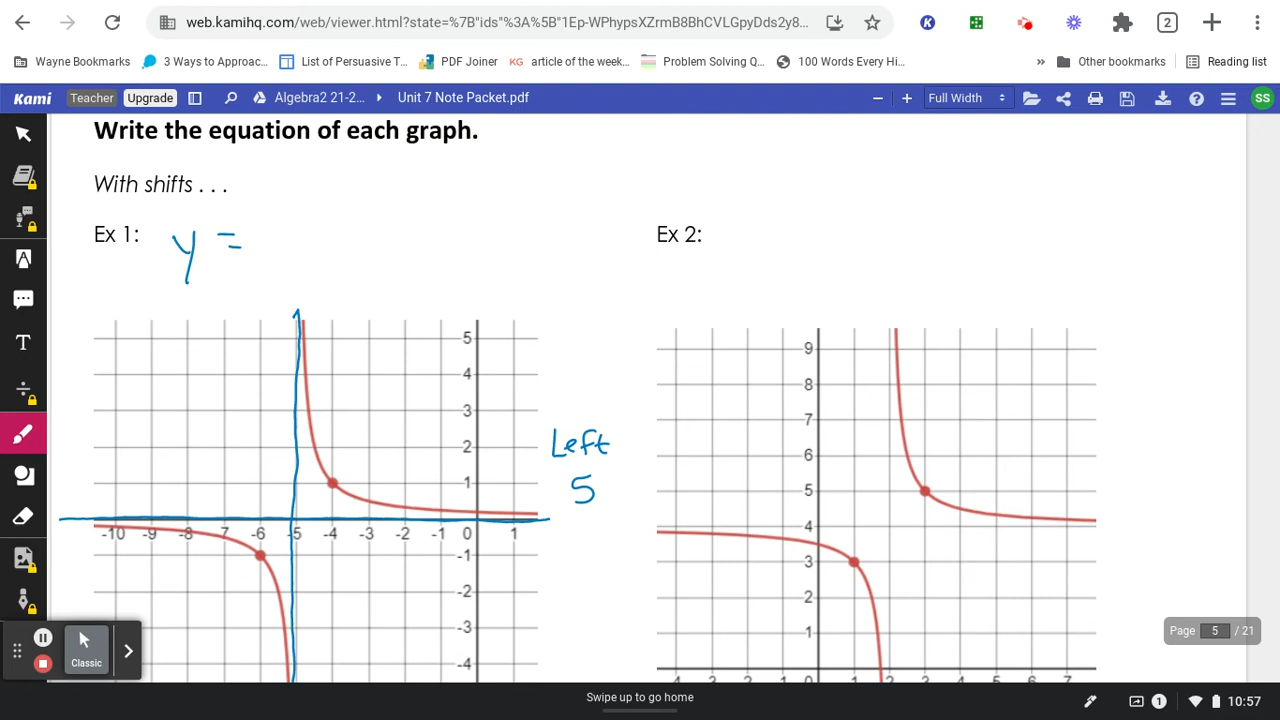 web.kamihq.com/web/viewer.html?state=%7B"ids"%3A%5B"1Ep-WPhypsXZrmB8BhCVLGpyDds2y8...
2
Wayne Bookmarks
3 Ways to Approac...
List of Persuasive T...
PDF Joiner
KG article of the week...
Problem Solving Q...
100 Words Every Hi...
»
Other bookmarks
Reading list
Kami
Teacher
Upgrade
Algebra2 21-2...
Unit 7 Note Packet.pdf
Full Width
SS
Write the equation of each graph.
With shifts . . .
Ex 1: y =
Ex 2:
5
4
3
2
1
-10 -9 -8 -7 -6 -5 -4 -3 -2 -1 0 1
-1
-2
-3
-4
Left
5
9
8
7
6
5
4
3
2
1
Page 5 / 21
Classic
Swipe up to go home
1
10:57